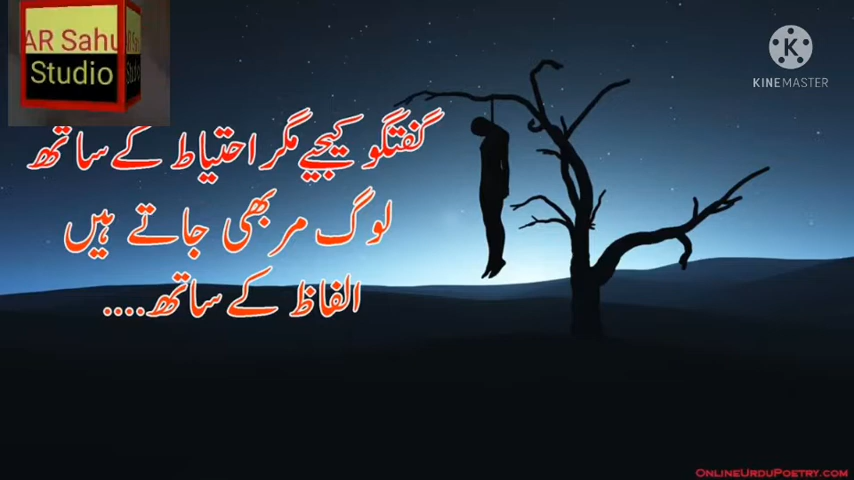 AR Sahu
Studio
KINEMASTER
گفتگو کیجیے مگر احتیاط کے ساتھ
لوگ مر بھی جاتے ہیں
الفاظ کے ساتھ....
ONLINEURDUPOETRY.COM